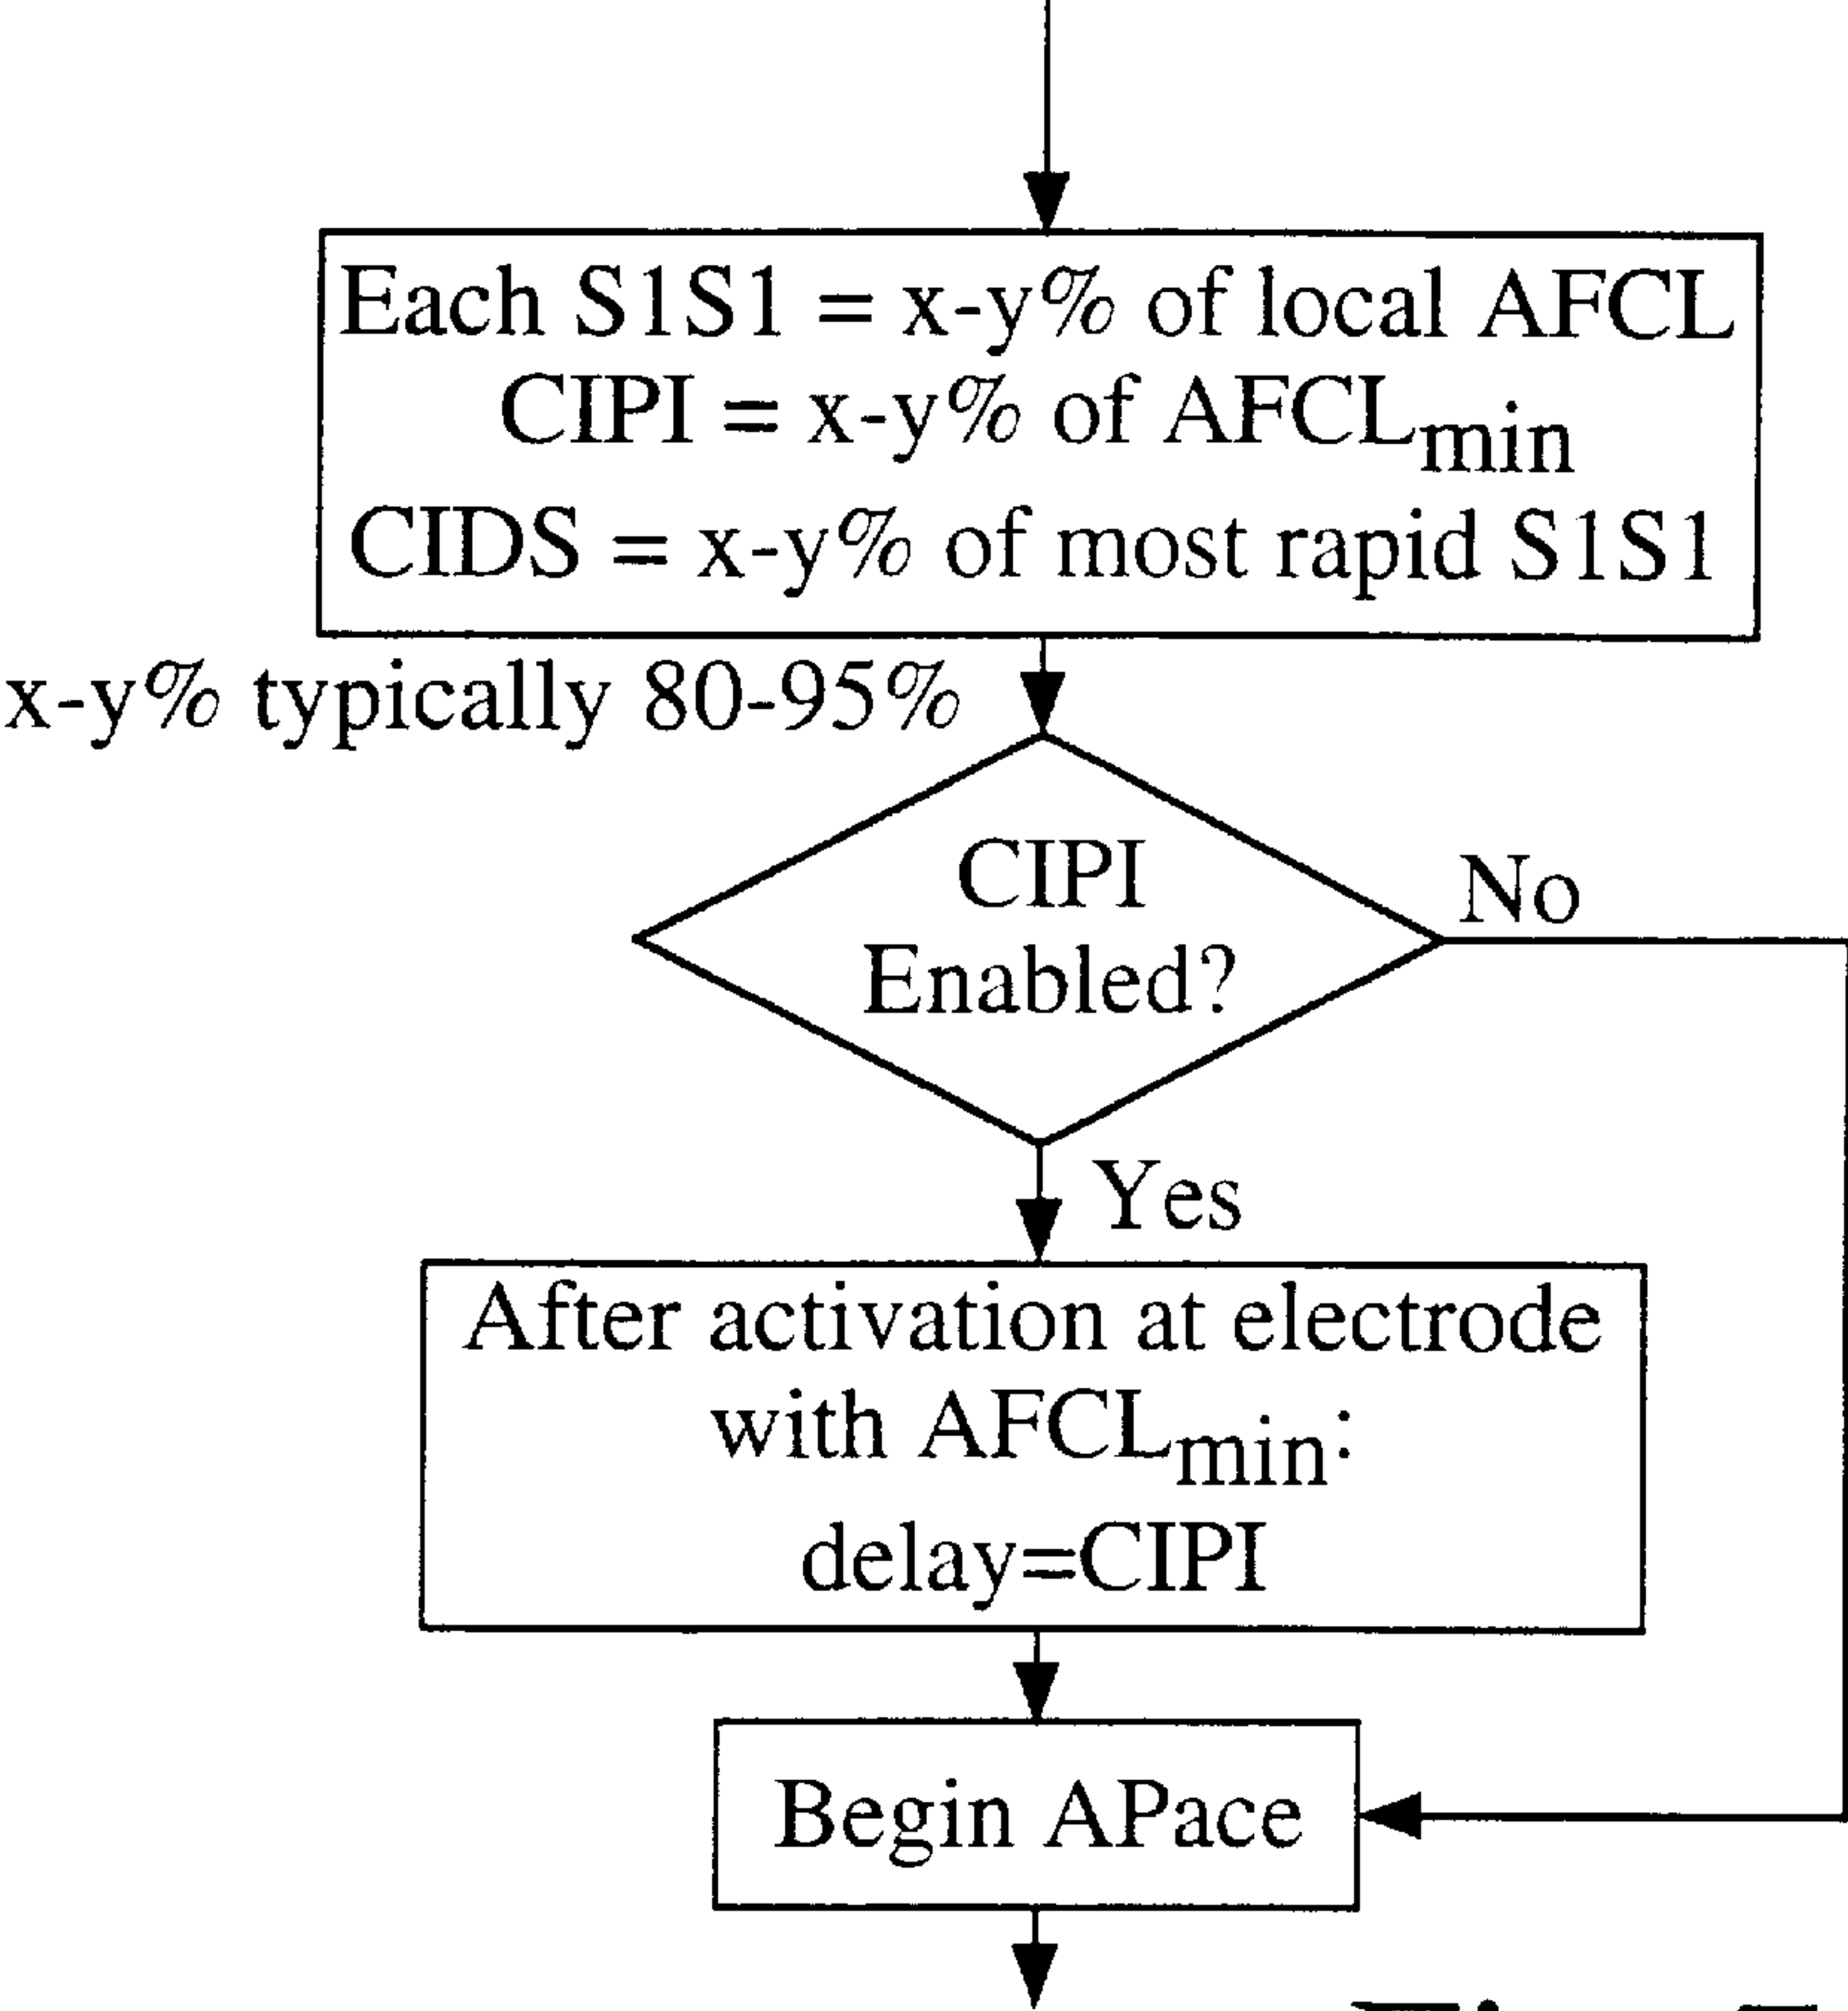 Each S1S1 = x-y% of local AFCL
CIPI = x-y% of AFCLmin
CIDS = x-y% of most rapid S1S1
x-y% typically 80-95%
CIPI
Enabled?
No
Yes
After activation at electrode
with AFCLmin:
delay=CIPI
Begin APace